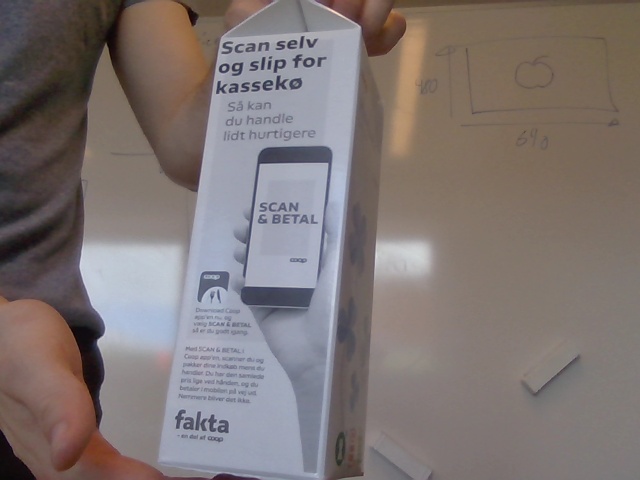 Scan selv
og slip for
kassekø
Så kan
du handle
lidt hurtigere
SCAN
& BETAL
coop
coop
Download Coop
app'en nu, og
vælg SCAN & BETAL
så er du godt igang.
Med SCAN & BETAL i
Coop app'en, scanner du og
pakker dine indkøb mens du
handler. Du har den samlede
pris lige ved hånden, og du
betaler i mobilen på vej ud.
Nemmere bliver det ikke.
fakta
- en del af coop
480
640